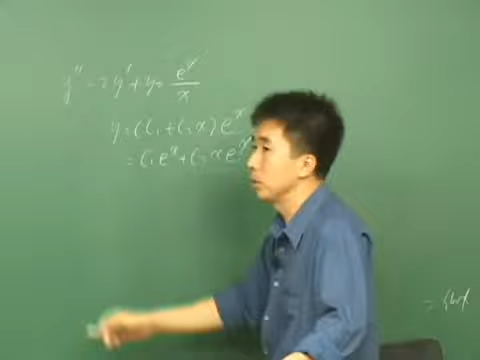 y'' - 2y' + y = e^x / x
y = (C₁ + C₂x) e^x
= C₁e^x + C₂xe^x